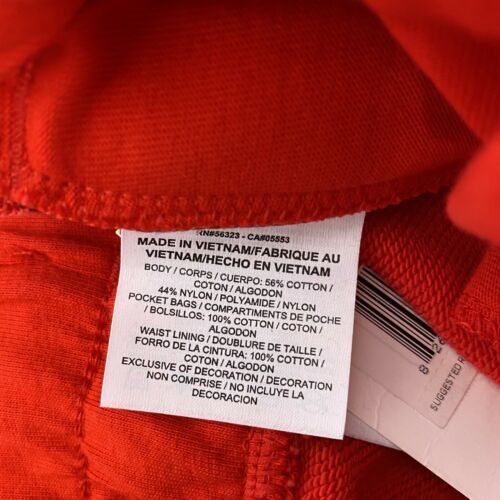 RN#56323 - CA#05553
MADE IN VIETNAM/FABRIQUE AU
VIETNAM/HECHO EN VIETNAM
BODY / CORPS / CUERPO: 56% COTTON /
COTON / ALGODON
44% NYLON / POLYAMIDE / NYLON
POCKET BAGS / COMPARTIMENTS DE POCHE
/ BOLSILLOS: 100% COTTON / COTON /
ALGODON
WAIST LINING / DOUBLURE DE TAILLE /
FORRO DE LA CINTURA: 100% COTTON /
COTON / ALGODON
EXCLUSIVE OF DECORATION / DECORATION
NON COMPRISE / NO INCLUYE LA
DECORACION
8 2
SUGGESTED R